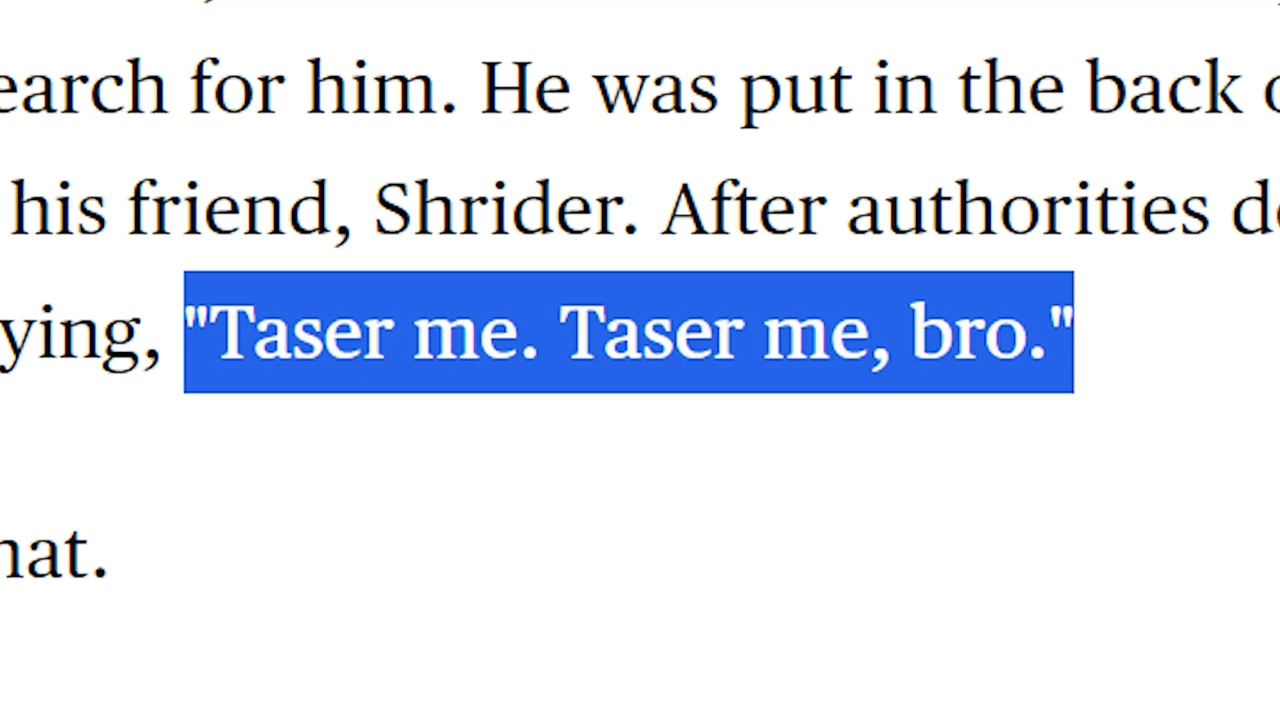 earch for him. He was put in the back
his friend, Shrider. After authorities
ying, "Taser me. Taser me, bro."
hat.